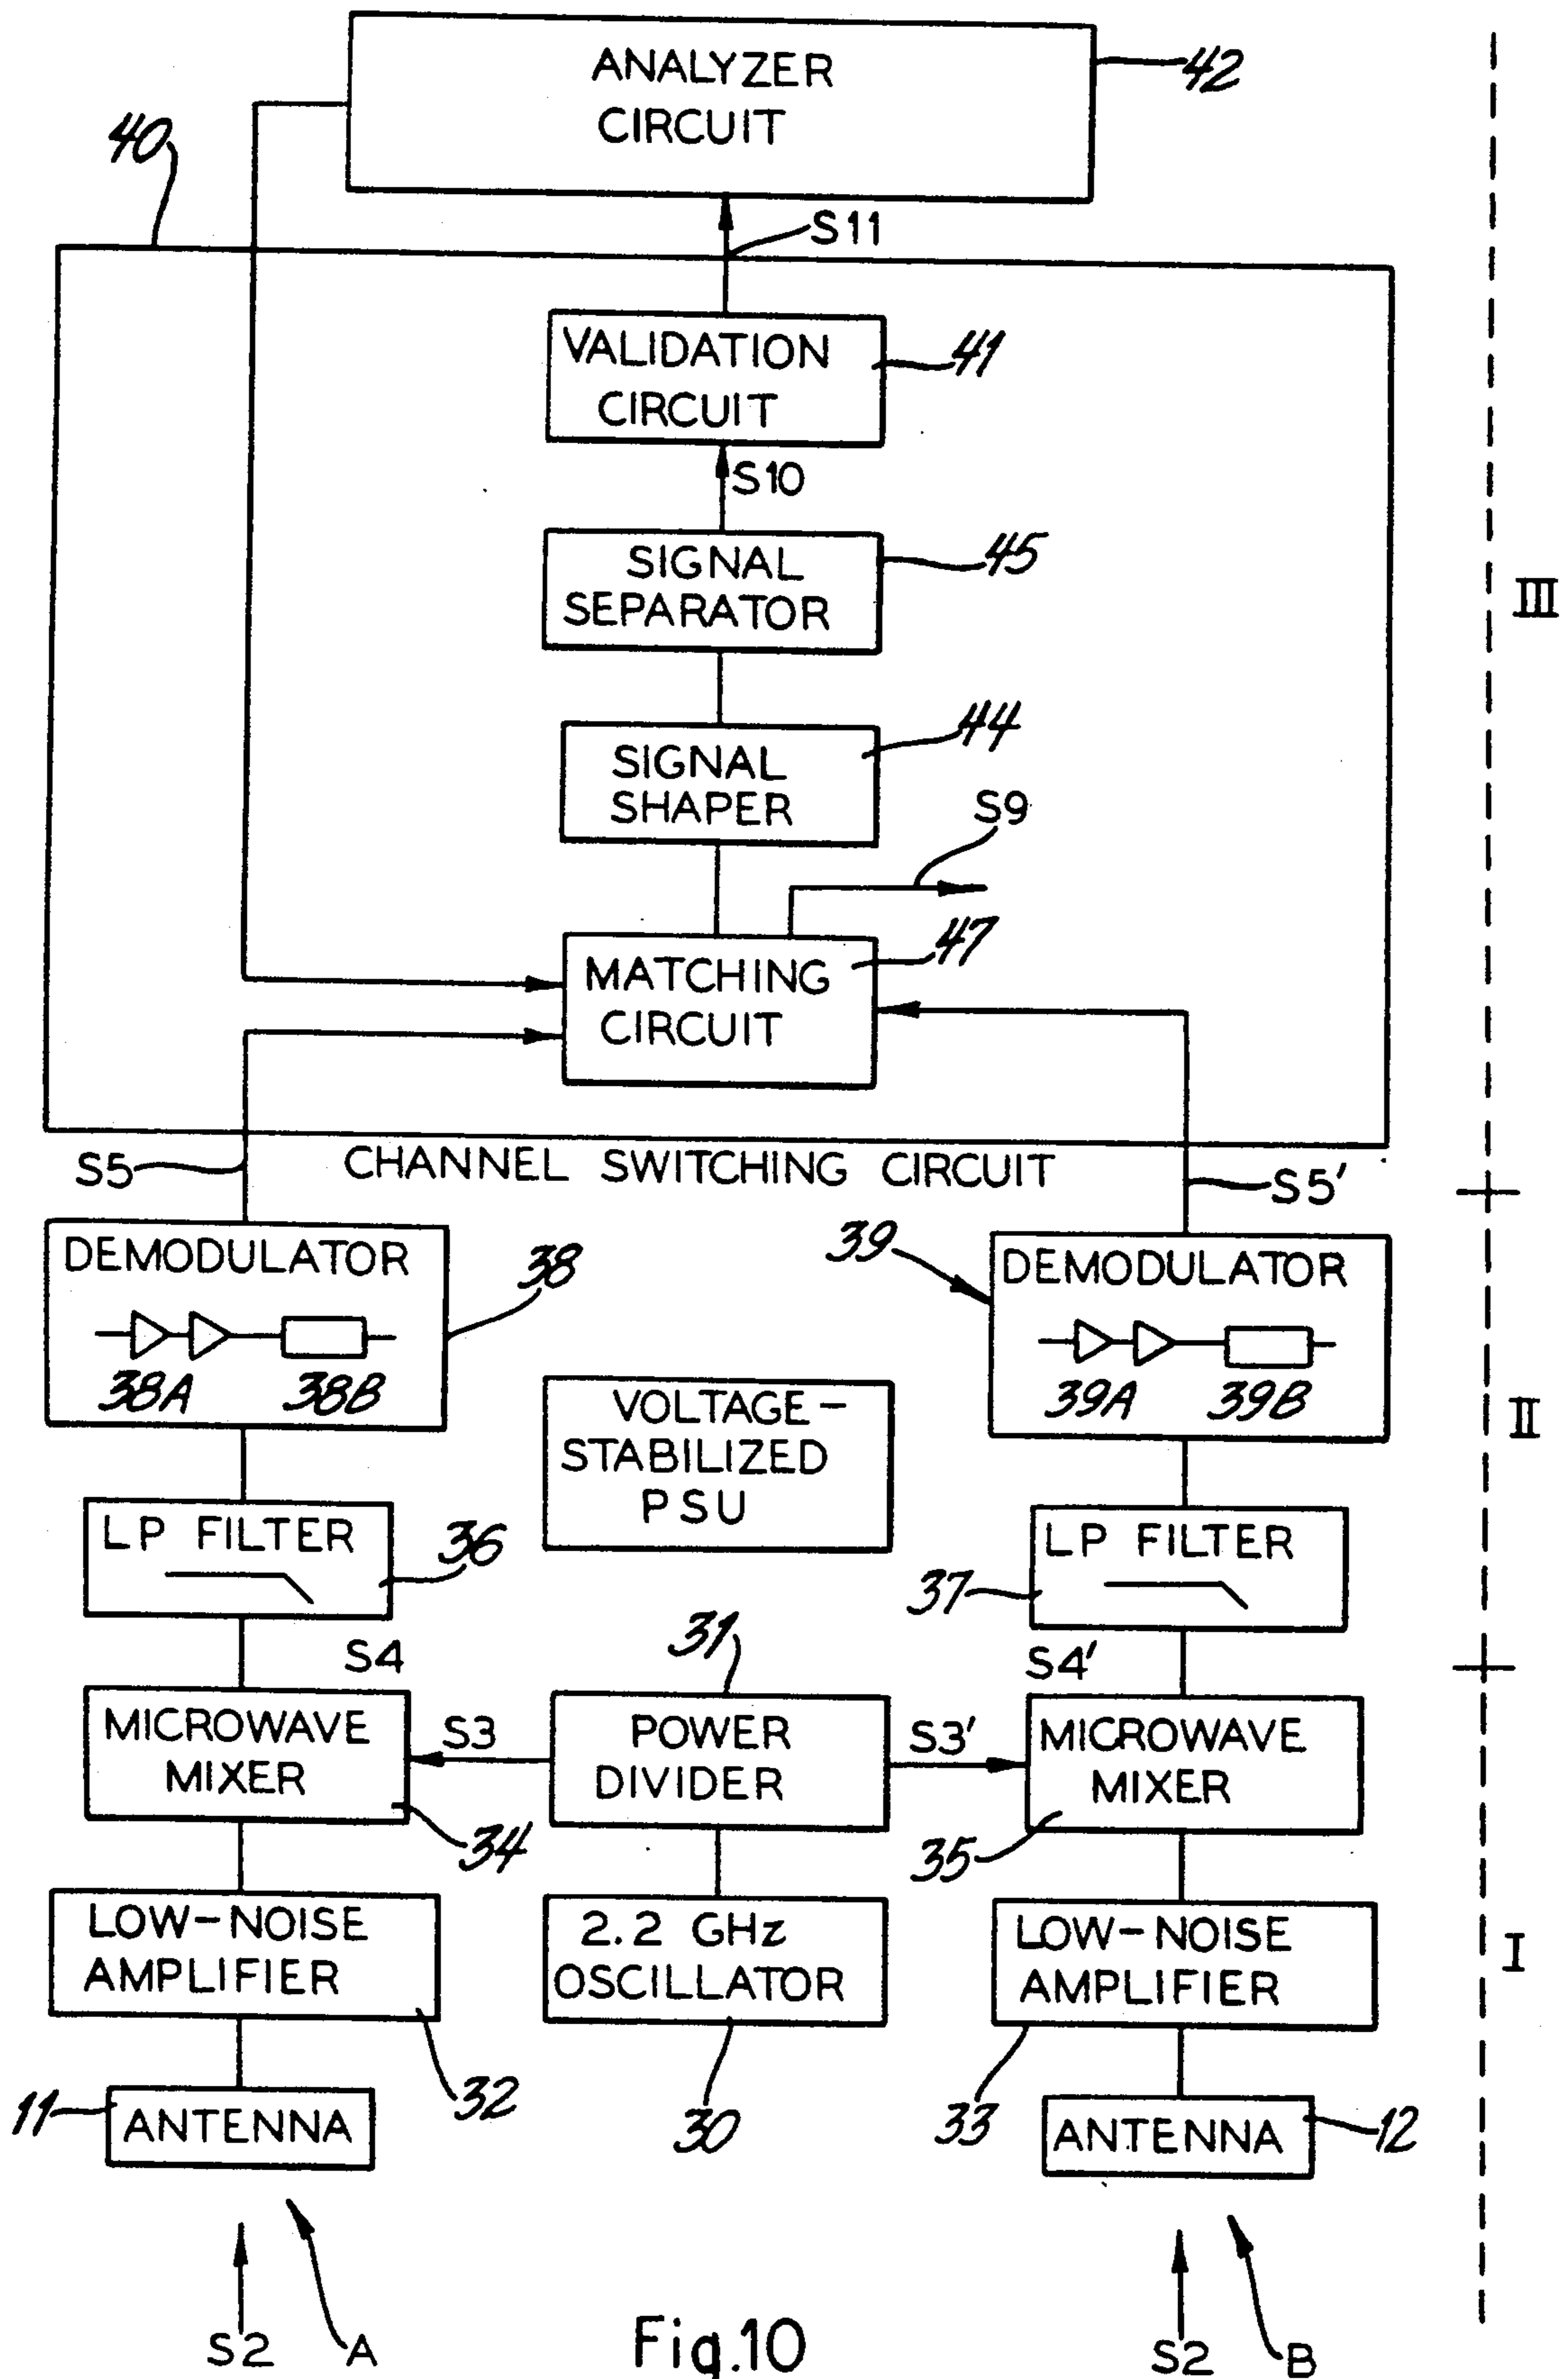 ANALYZER
CIRCUIT
42
40
S11
VALIDATION
CIRCUIT
41
S10
SIGNAL
SEPARATOR
45
III
SIGNAL
SHAPER
44
S9
MATCHING
CIRCUIT
47
S5
CHANNEL SWITCHING CIRCUIT
S5'
DEMODULATOR
38A
38B
38
39
DEMODULATOR
39A
39B
VOLTAGE-
STABILIZED
PSU
II
LP FILTER
36
LP FILTER
37
S4
31
S4'
MICROWAVE
MIXER
34
S3
POWER
DIVIDER
S3'
MICROWAVE
MIXER
35
LOW-NOISE
AMPLIFIER
32
2.2 GHz
OSCILLATOR
30
LOW-NOISE
AMPLIFIER
33
I
11
ANTENNA
ANTENNA
12
S2
A
Fig.10
S2
B